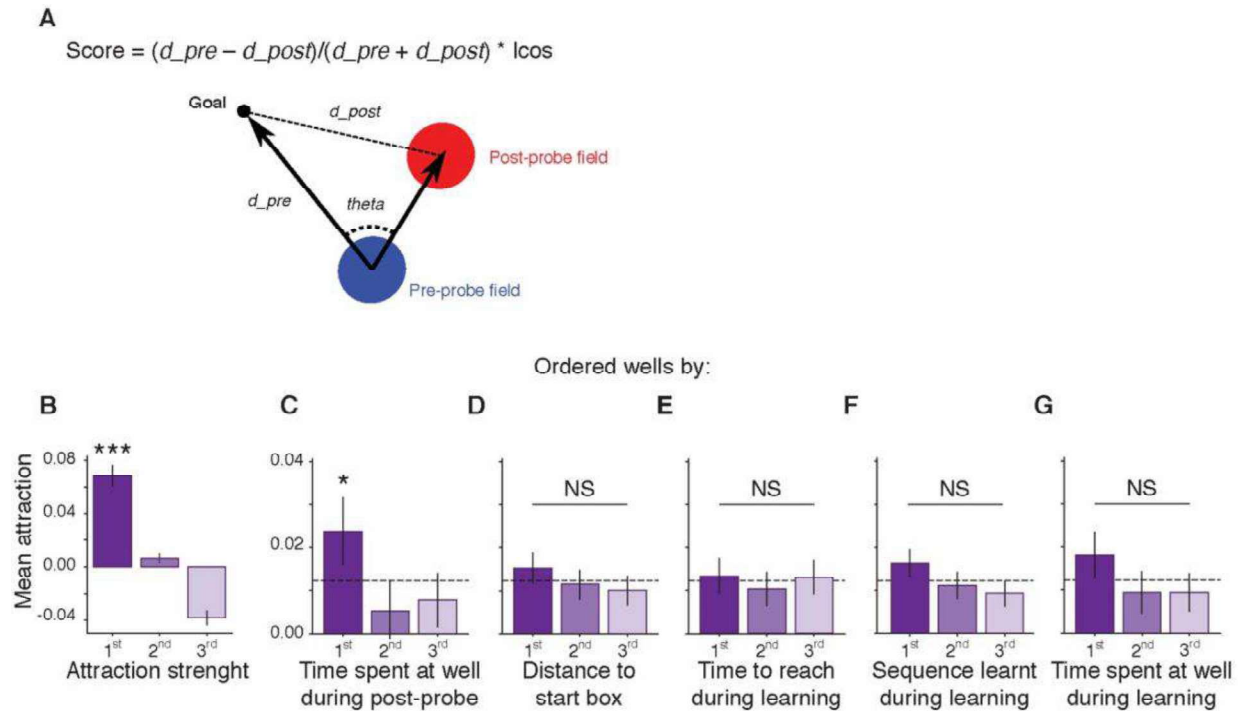 A
Score = (d_pre – d_post)/(d_pre + d_post) * Icos
Goal
d_post
Post-probe field
d_pre
theta
Pre-probe field
Ordered wells by:
B
C
D
E
F
G
Mean attraction
0.08
0.04
0.00
-0.04
***
1st
2nd
3rd
Attraction strenght
0.04
0.02
0.00
*
1st
2nd
3rd
Time spent at well
during post-probe
NS
1st
2nd
3rd
Distance to
start box
NS
1st
2nd
3rd
Time to reach
during learning
NS
1st
2nd
3rd
Sequence learnt
during learning
NS
1st
2nd
3rd
Time spent at well
during learning